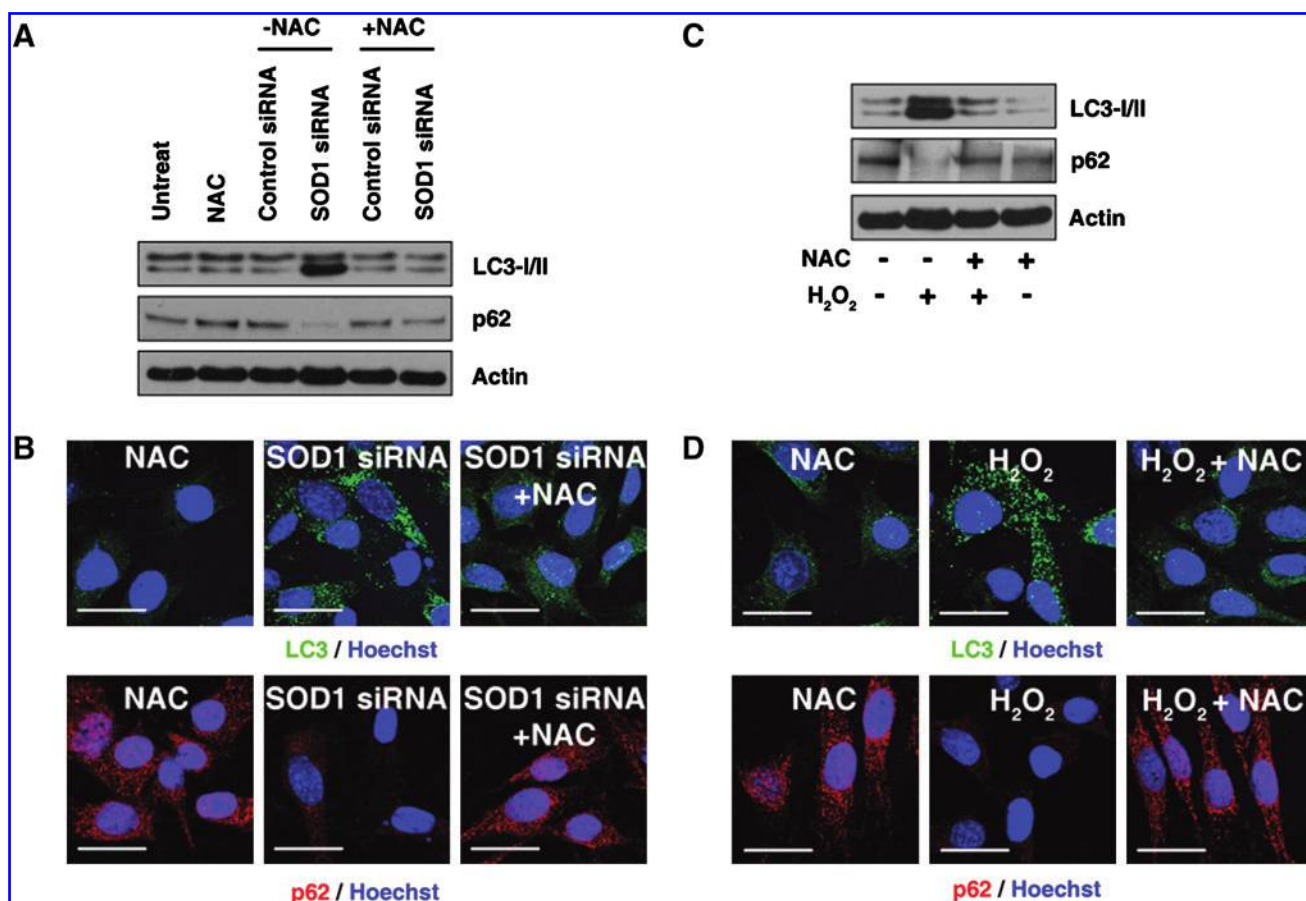 A
-NAC
+NAC
Untreat
NAC
Control siRNA
SOD1 siRNA
Control siRNA
SOD1 siRNA
LC3-I/II
p62
Actin
C
LC3-I/II
p62
Actin
NAC - - + +
H₂O₂ - + + -
B
NAC
SOD1 siRNA
SOD1 siRNA
+NAC
LC3 / Hoechst
NAC
SOD1 siRNA
SOD1 siRNA
+NAC
p62 / Hoechst
D
NAC
H₂O₂
H₂O₂ + NAC
LC3 / Hoechst
NAC
H₂O₂
H₂O₂ + NAC
p62 / Hoechst